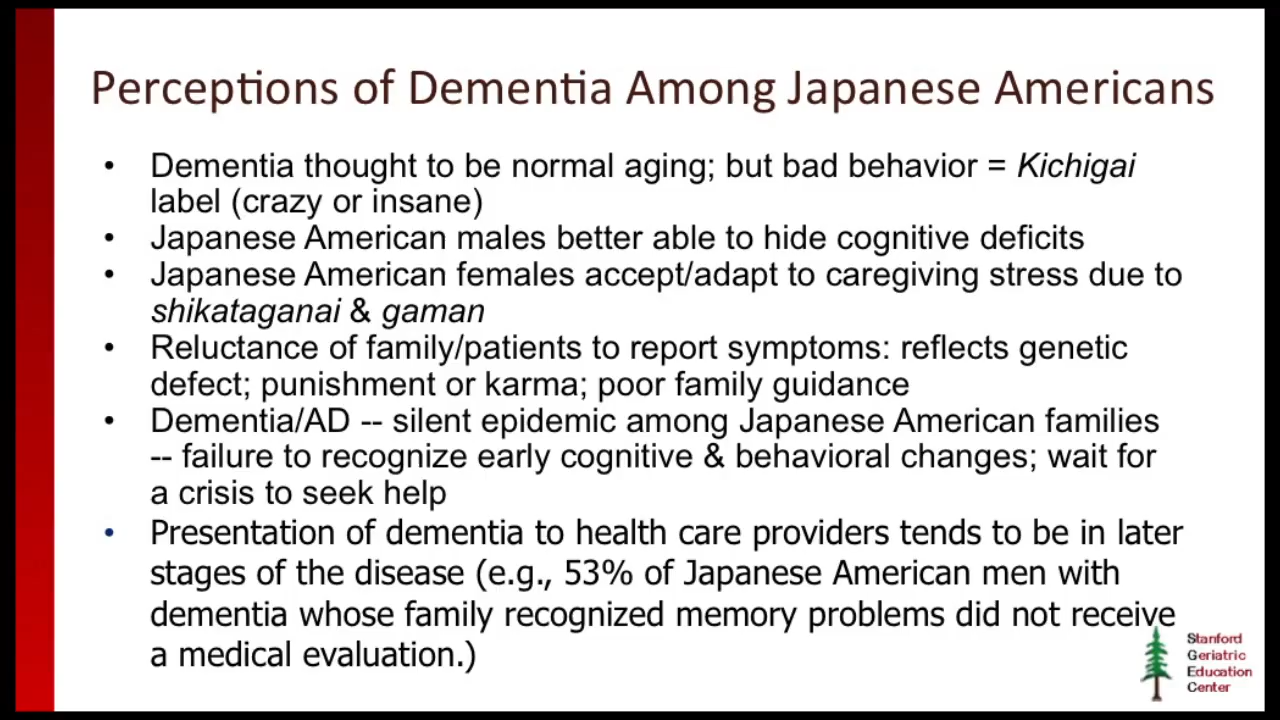 Perceptions of Dementia Among Japanese Americans
• Dementia thought to be normal aging; but bad behavior = Kichigai
label (crazy or insane)
• Japanese American males better able to hide cognitive deficits
• Japanese American females accept/adapt to caregiving stress due to
shikataganai & gaman
• Reluctance of family/patients to report symptoms: reflects genetic
defect; punishment or karma; poor family guidance
• Dementia/AD -- silent epidemic among Japanese American families
-- failure to recognize early cognitive & behavioral changes; wait for
a crisis to seek help
• Presentation of dementia to health care providers tends to be in later
stages of the disease (e.g., 53% of Japanese American men with
dementia whose family recognized memory problems did not receive
a medical evaluation.)
Stanford
Geriatric
Education
Center